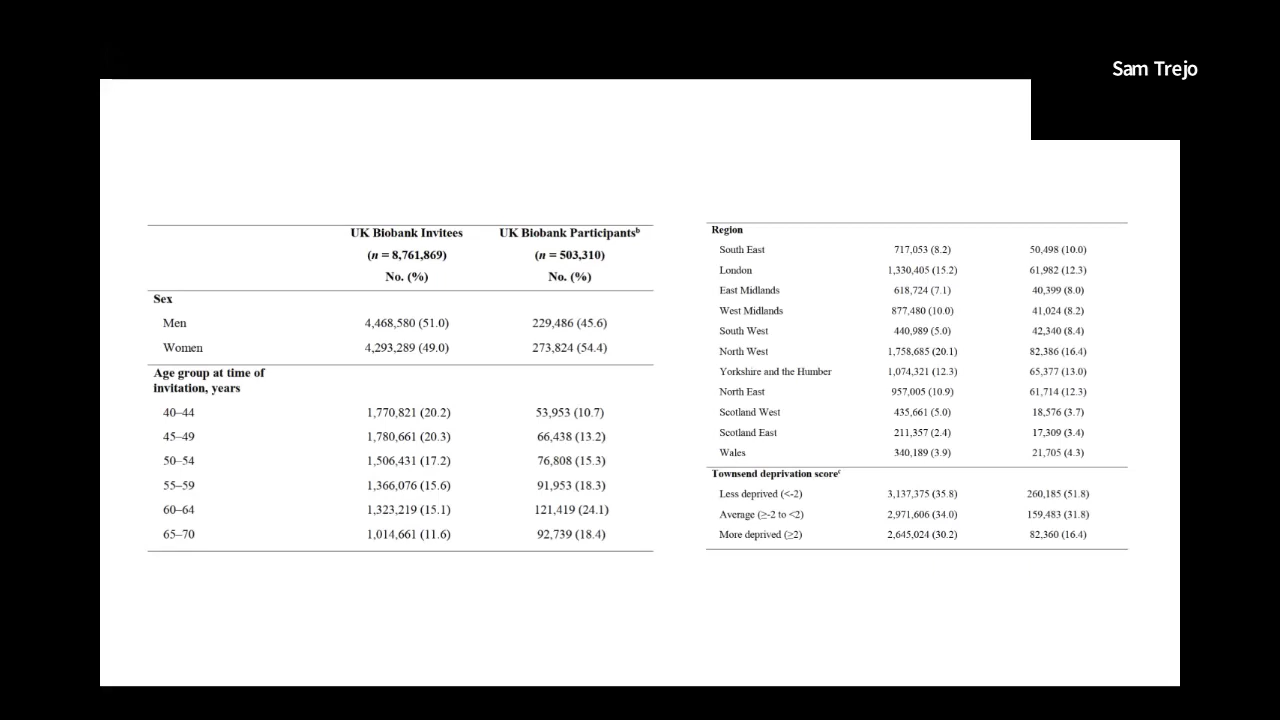 Sam Trejo
UK Biobank Invitees UK Biobank Participantsᵇ
(n = 8,761,869) (n = 503,310)
No. (%) No. (%)
Sex
Men 4,468,580 (51.0) 229,486 (45.6)
Women 4,293,289 (49.0) 273,824 (54.4)
Age group at time of
invitation, years
40–44 1,770,821 (20.2) 53,953 (10.7)
45–49 1,780,661 (20.3) 66,438 (13.2)
50–54 1,506,431 (17.2) 76,808 (15.3)
55–59 1,366,076 (15.6) 91,953 (18.3)
60–64 1,323,219 (15.1) 121,419 (24.1)
65–70 1,014,661 (11.6) 92,739 (18.4)
Region
South East 717,053 (8.2) 50,498 (10.0)
London 1,330,405 (15.2) 61,982 (12.3)
East Midlands 618,724 (7.1) 40,399 (8.0)
West Midlands 877,480 (10.0) 41,024 (8.2)
South West 440,989 (5.0) 42,340 (8.4)
North West 1,758,685 (20.1) 82,386 (16.4)
Yorkshire and the Humber 1,074,321 (12.3) 65,377 (13.0)
North East 957,005 (10.9) 61,714 (12.3)
Scotland West 435,661 (5.0) 18,576 (3.7)
Scotland East 211,357 (2.4) 17,309 (3.4)
Wales 340,189 (3.9) 21,705 (4.3)
Townsend deprivation scoreᶜ
Less deprived (<-2) 3,137,375 (35.8) 260,185 (51.8)
Average (≥-2 to <2) 2,971,606 (34.0) 159,483 (31.8)
More deprived (≥2) 2,645,024 (30.2) 82,360 (16.4)